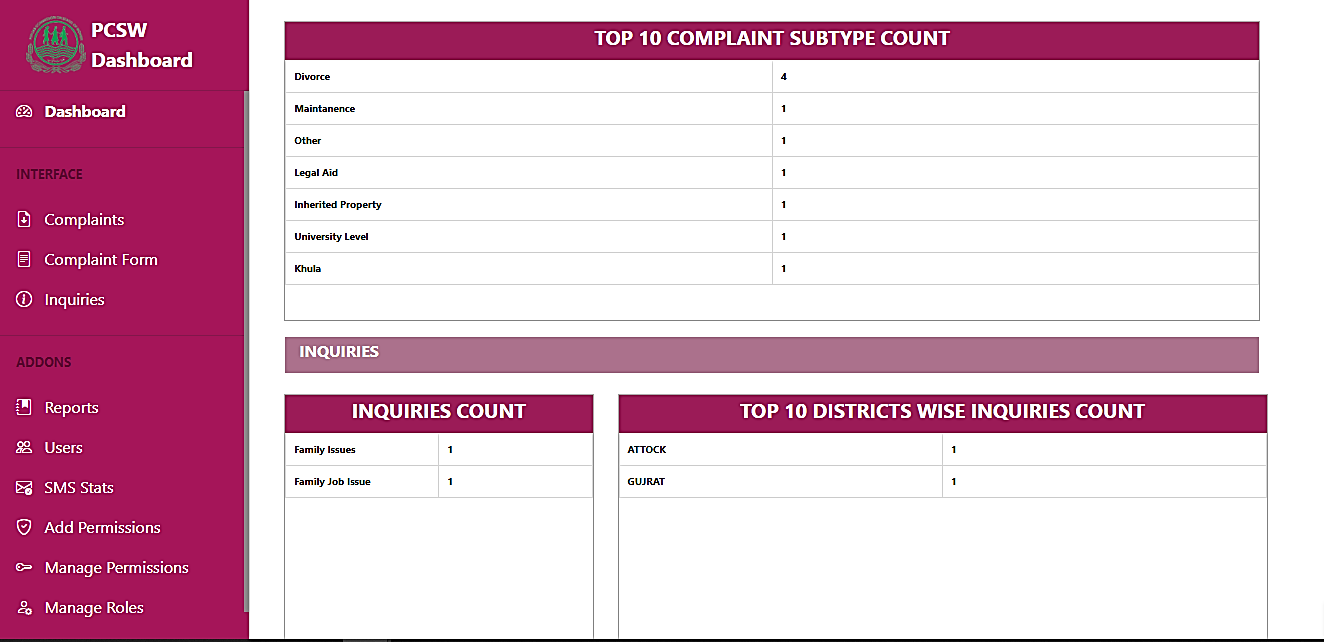 PCSW
Dashboard
Dashboard
INTERFACE
Complaints
Complaint Form
Inquiries
ADDONS
Reports
Users
SMS Stats
Add Permissions
Manage Permissions
Manage Roles
TOP 10 COMPLAINT SUBTYPE COUNT
Divorce 4
Maintanence 1
Other 1
Legal Aid 1
Inherited Property 1
University Level 1
Khula 1
INQUIRIES
INQUIRIES COUNT
Family Issues 1
Family Job Issue 1
TOP 10 DISTRICTS WISE INQUIRIES COUNT
ATTOCK 1
GUJRAT 1